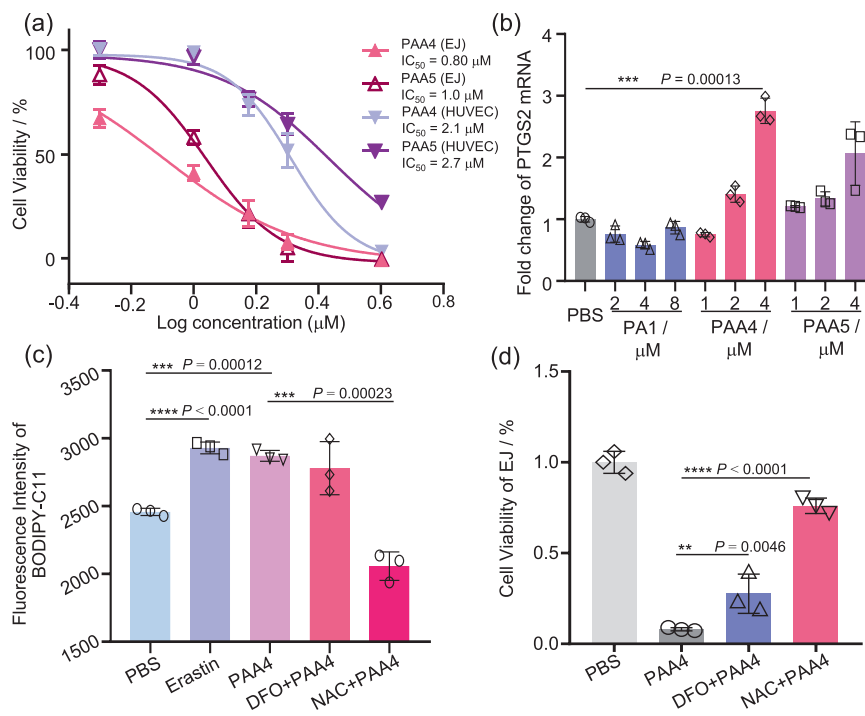 (a)
Cell Viability / %
100
50
0
-0.4
-0.2
0
0.2
0.4
0.6
0.8
Log concentration (μM)
PAA4 (EJ)
IC50 = 0.80 μM
PAA5 (EJ)
IC50 = 1.0 μM
PAA4 (HUVEC)
IC50 = 2.1 μM
PAA5 (HUVEC)
IC50 = 2.7 μM
(b)
Fold change of PTGS2 mRNA
4
3
2
1
0
*** P = 0.00013
PBS
2 4 8
1 2 4
1 2 4
PA1 /
μM
PAA4 /
μM
PAA5 /
μM
(c)
Fluorescence Intensity of
BODIPY-C11
3500
3000
2500
2000
1500
*** P = 0.00012
*** P = 0.00023
**** P < 0.0001
PBS
Erastin
PAA4
DFO+PAA4
NAC+PAA4
(d)
Cell Viability of EJ / %
1.5
1.0
0.5
0.0
**** P < 0.0001
** P = 0.0046
PBS
PAA4
DFO+PAA4
NAC+PAA4